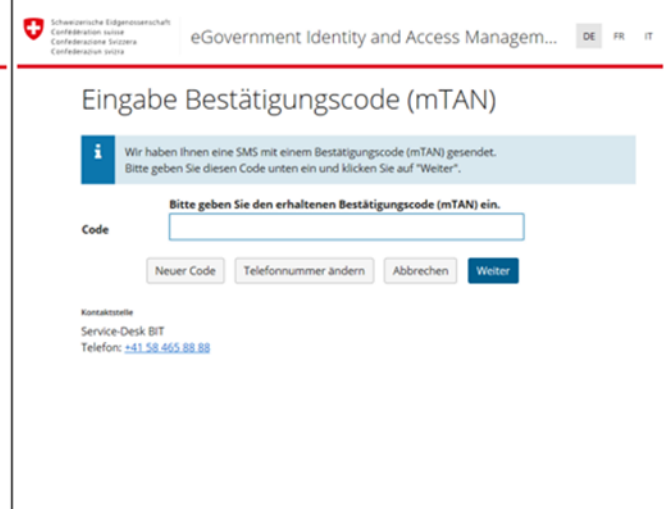 Schweizerische Eidgenossenschaft
Confédération suisse
Confederazione Svizzera
Confederaziun svizra
eGovernment Identity and Access Managem...
DE FR IT
Eingabe Bestätigungscode (mTAN)
i
Wir haben Ihnen eine SMS mit einem Bestätigungscode (mTAN) gesendet.
Bitte geben Sie diesen Code unten ein und klicken Sie auf "Weiter".
Bitte geben Sie den erhaltenen Bestätigungscode (mTAN) ein.
Code
Neuer Code Telefonnummer ändern Abbrechen Weiter
Kontaktstelle
Service-Desk BIT
Telefon: +41 58 465 88 88